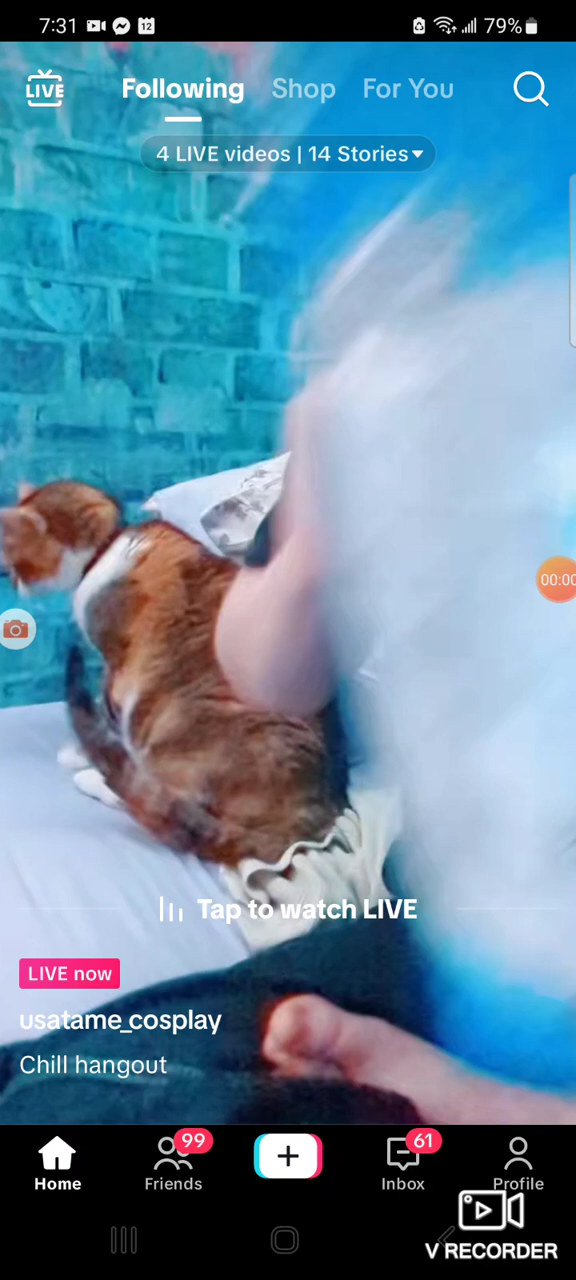 7:31 12 79%
LIVE Following Shop For You
4 LIVE videos | 14 Stories
00:00
Tap to watch LIVE
LIVE now
usatame_cosplay
Chill hangout
99 61
Home Friends Inbox Profile
V RECORDER